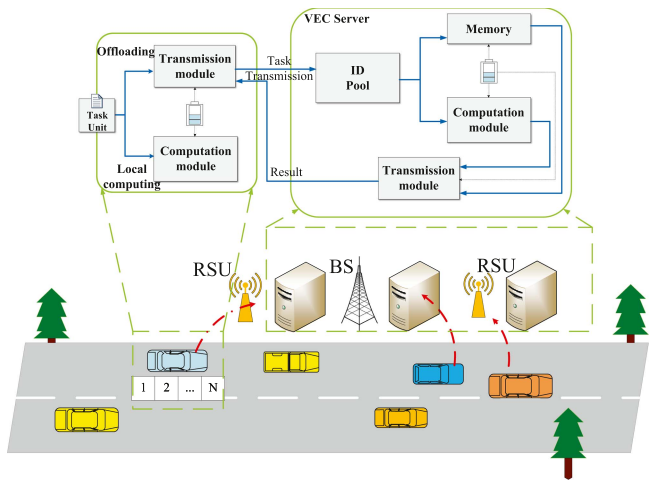 VEC Server
Offloading
Transmission
module
Task
Transmission
ID
Pool
Memory
Task
Unit
Computation
module
Local
computing
Computation
module
Transmission
module
Result
RSU
BS
RSU
1 2 ... N